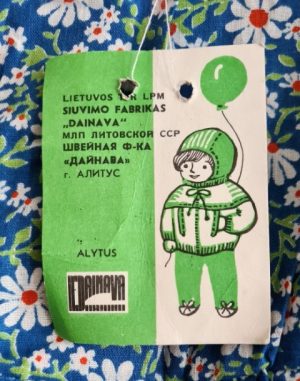 LIETUVOS LPM
SIUVIMO FABRIKAS
„DAINAVA"
МЛП ЛИТОВСКОЙ ССР
ШВЕЙНАЯ Ф-КА
«ДАЙНАВА»
г. АЛИТУС
ALYTUS
DAINAVA